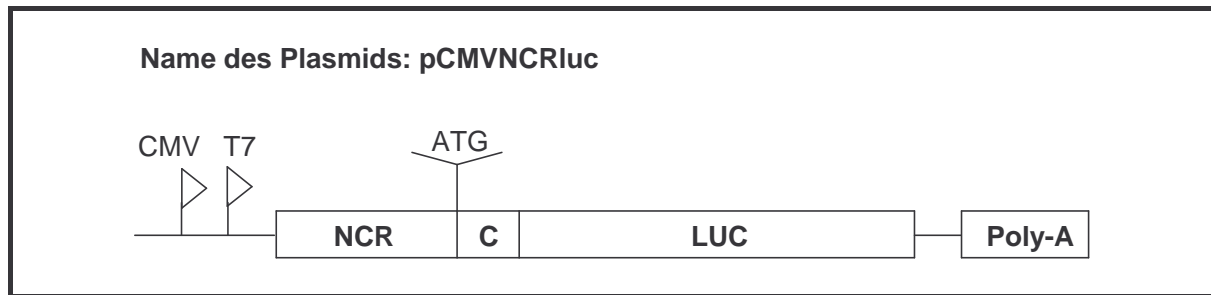 Name des Plasmids: pCMVNCRluc
ATG
CMV T7
NCR C LUC Poly-A